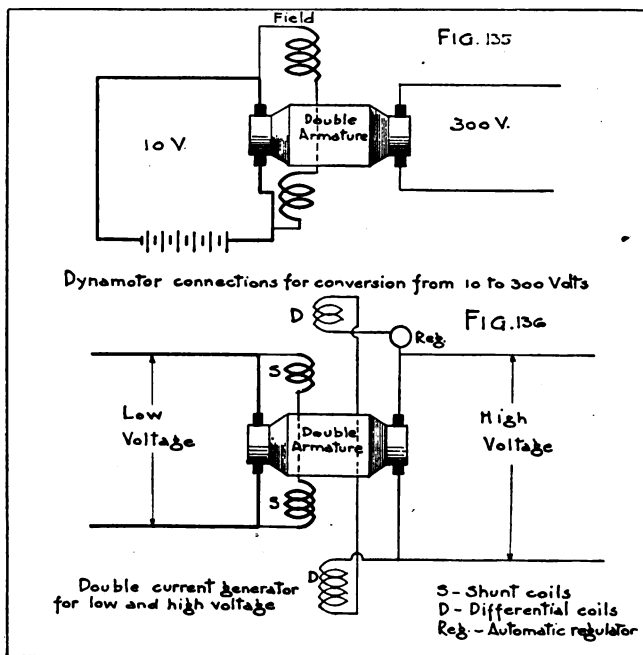 Field
FIG. 135
10 V.
Double
Armature
300 V.
Dynamotor connections for conversion from 10 to 300 Volts
D
Reg.
FIG. 136
S
Low
Voltage
Double
Armature
High
Voltage
S
Double current generator
for low and high voltage
D
S - Shunt coils
D - Differential coils
Reg. - Automatic regulator